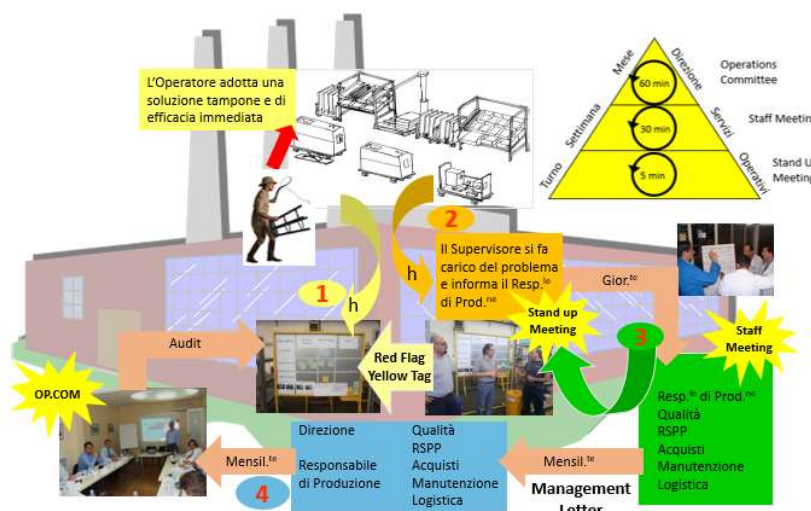 L'Operatore adotta una
soluzione tampone e di
efficacia immediata
Mese
Direzione
Settimana
Servizi
Turno
Operativi
60 min
30 min
5 min
Operations
Committee
Staff Meeting
Stand Up
Meeting
2
Il Supervisore si fa
carico del problema
e informa il Resp.le
di Prod.ne
h
h
1
Gior.te
Stand up
Meeting
3
Staff
Meeting
Audit
Red Flag
Yellow Tag
OP.COM
Resp.le di Prod.ne
Qualità
RSPP
Acquisti
Manutenzione
Logistica
Direzione
Responsabile
di Produzione
Qualità
RSPP
Acquisti
Manutenzione
Logistica
Mensil.te
4
Mensil.te
Management
Letter